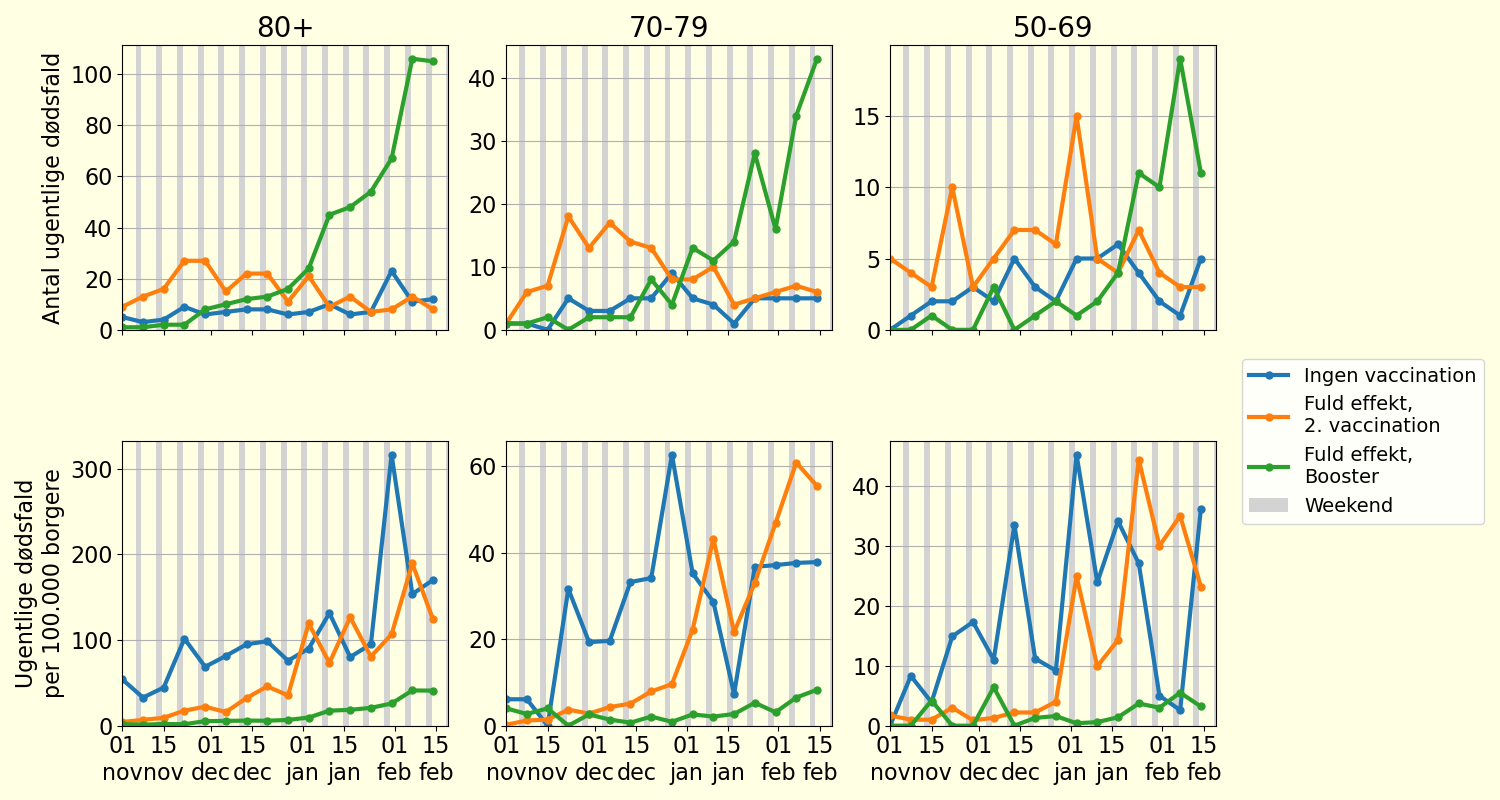 80+
70-79
50-69
Antal ugentlige dødsfald
100
80
60
40
20
0
40
30
20
10
0
15
10
5
0
Ingen vaccination
Fuld effekt,
2. vaccination
Fuld effekt,
Booster
Weekend
Ugentlige dødsfald
per 100.000 borgere
300
200
100
0
60
40
20
0
40
30
20
10
0
01 15 01 15 01 15 01 15
nov nov dec dec jan jan feb feb
01 15 01 15 01 15 01 15
nov nov dec dec jan jan feb feb
01 15 01 15 01 15 01 15
nov nov dec dec jan jan feb feb